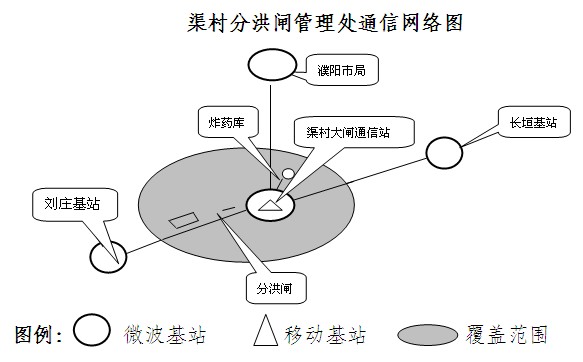 渠村分洪闸管理处通信网络图
濮阳市局
炸药库
渠村大闸通信站
长垣基站
刘庄基站
分洪闸
图例： 微波基站 移动基站 覆盖范围